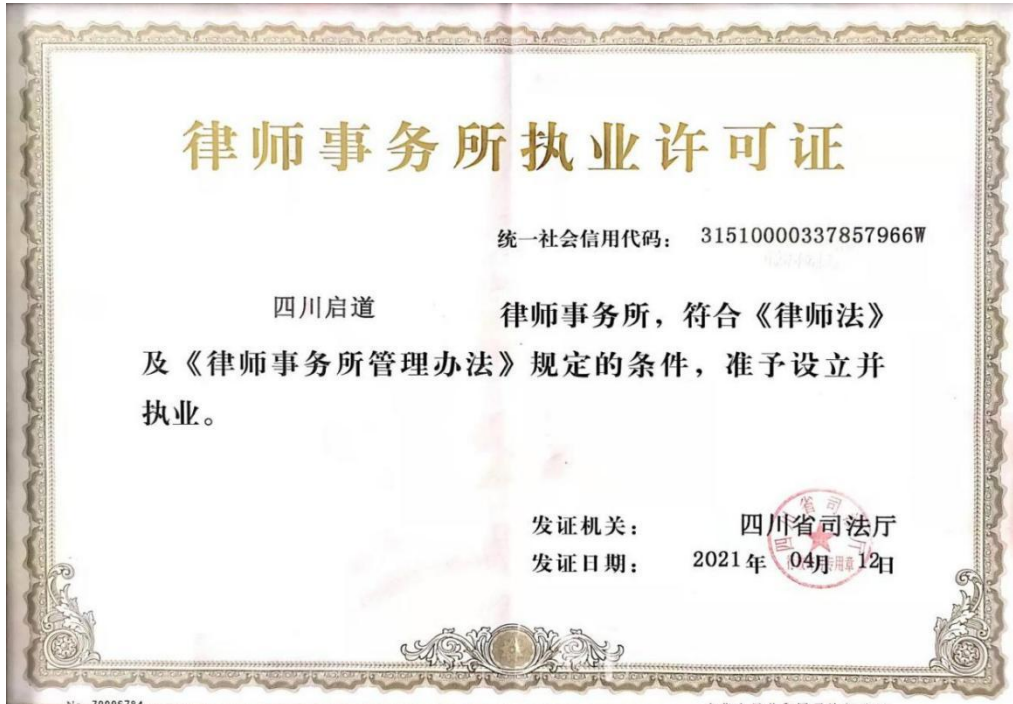 律师事务所执业许可证
统一社会信用代码: 31510000337857966W
四川启道 律师事务所，符合《律师法》
及《律师事务所管理办法》规定的条件，准予设立并
执业。
发证机关: 四川省司法厅
发证日期: 2021年 04月 12日